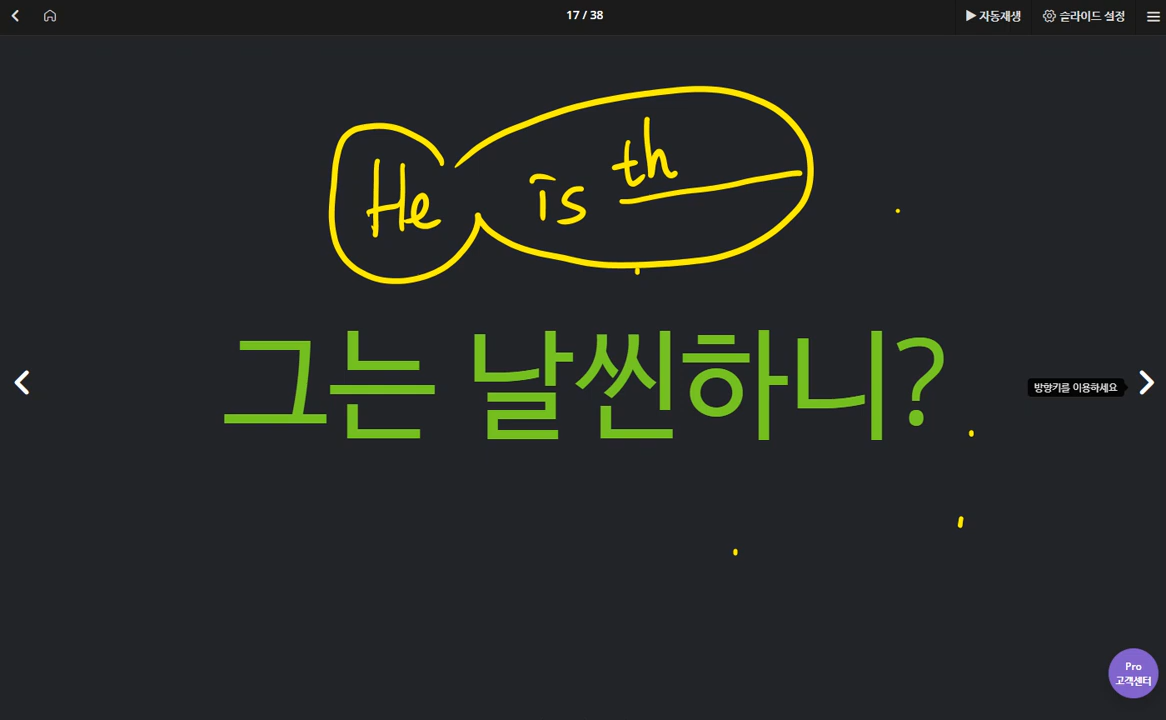 17 / 38
자동재생
슬라이드 설정
He is th
그는 날씬하니?
방향키를 이용하세요
Pro
고객센터